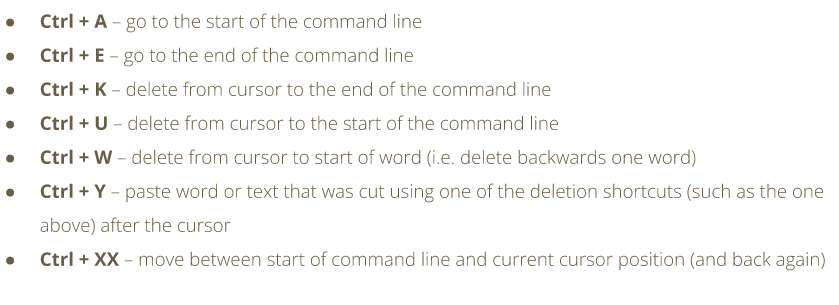 ● Ctrl + A – go to the start of the command line
● Ctrl + E – go to the end of the command line
● Ctrl + K – delete from cursor to the end of the command line
● Ctrl + U – delete from cursor to the start of the command line
● Ctrl + W – delete from cursor to start of word (i.e. delete backwards one word)
● Ctrl + Y – paste word or text that was cut using one of the deletion shortcuts (such as the one
above) after the cursor
● Ctrl + XX – move between start of command line and current cursor position (and back again)